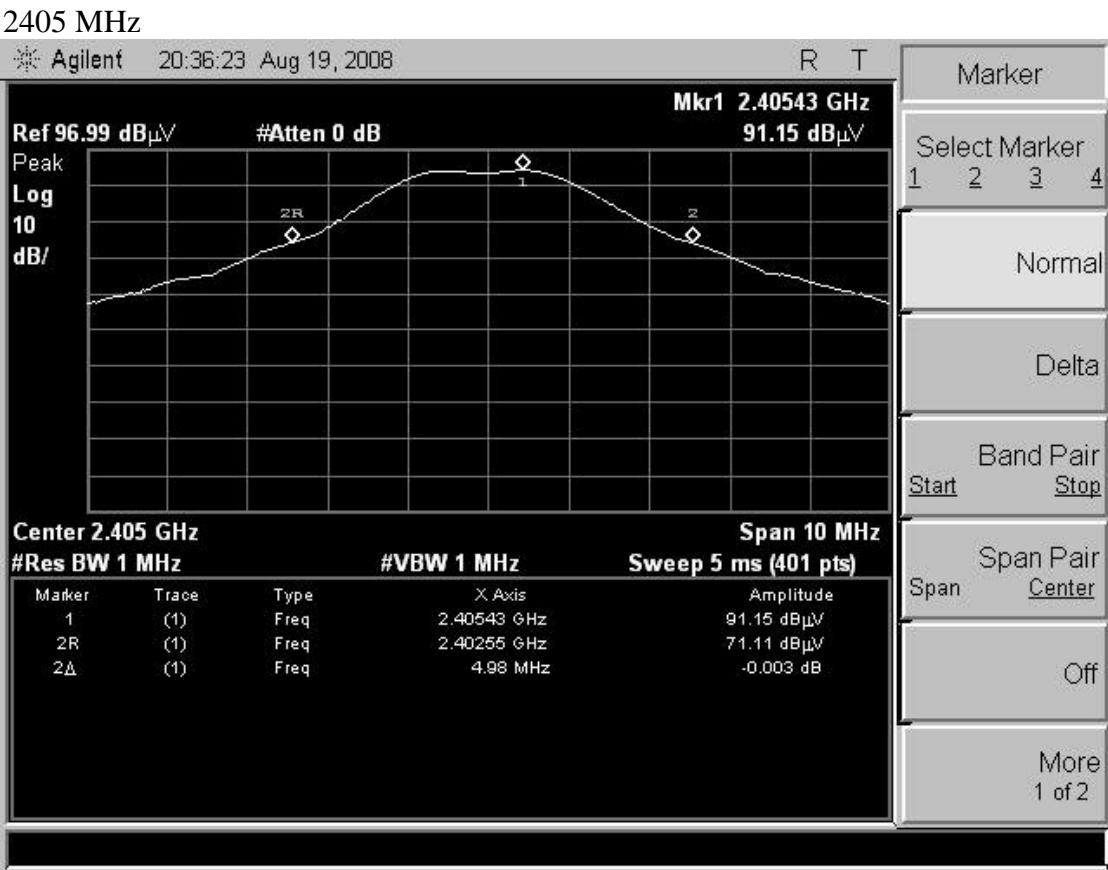 2405 MHz
Agilent 20:36:23 Aug 19, 2008 R T
Mkr1 2.40543 GHz
Ref 96.99 dBµV #Atten 0 dB 91.15 dBµV
Peak
Log
10
dB/
1
2R
2
Center 2.405 GHz Span 10 MHz
#Res BW 1 MHz #VBW 1 MHz Sweep 5 ms (401 pts)
Marker Trace Type X Axis Amplitude
1 (1) Freq 2.40543 GHz 91.15 dBµV
2R (1) Freq 2.40255 GHz 71.11 dBµV
2Δ (1) Freq 4.98 MHz -0.003 dB
Marker
Select Marker
1 2 3 4
Normal
Delta
Band Pair
Start Stop
Span Pair
Span Center
Off
More
1 of 2